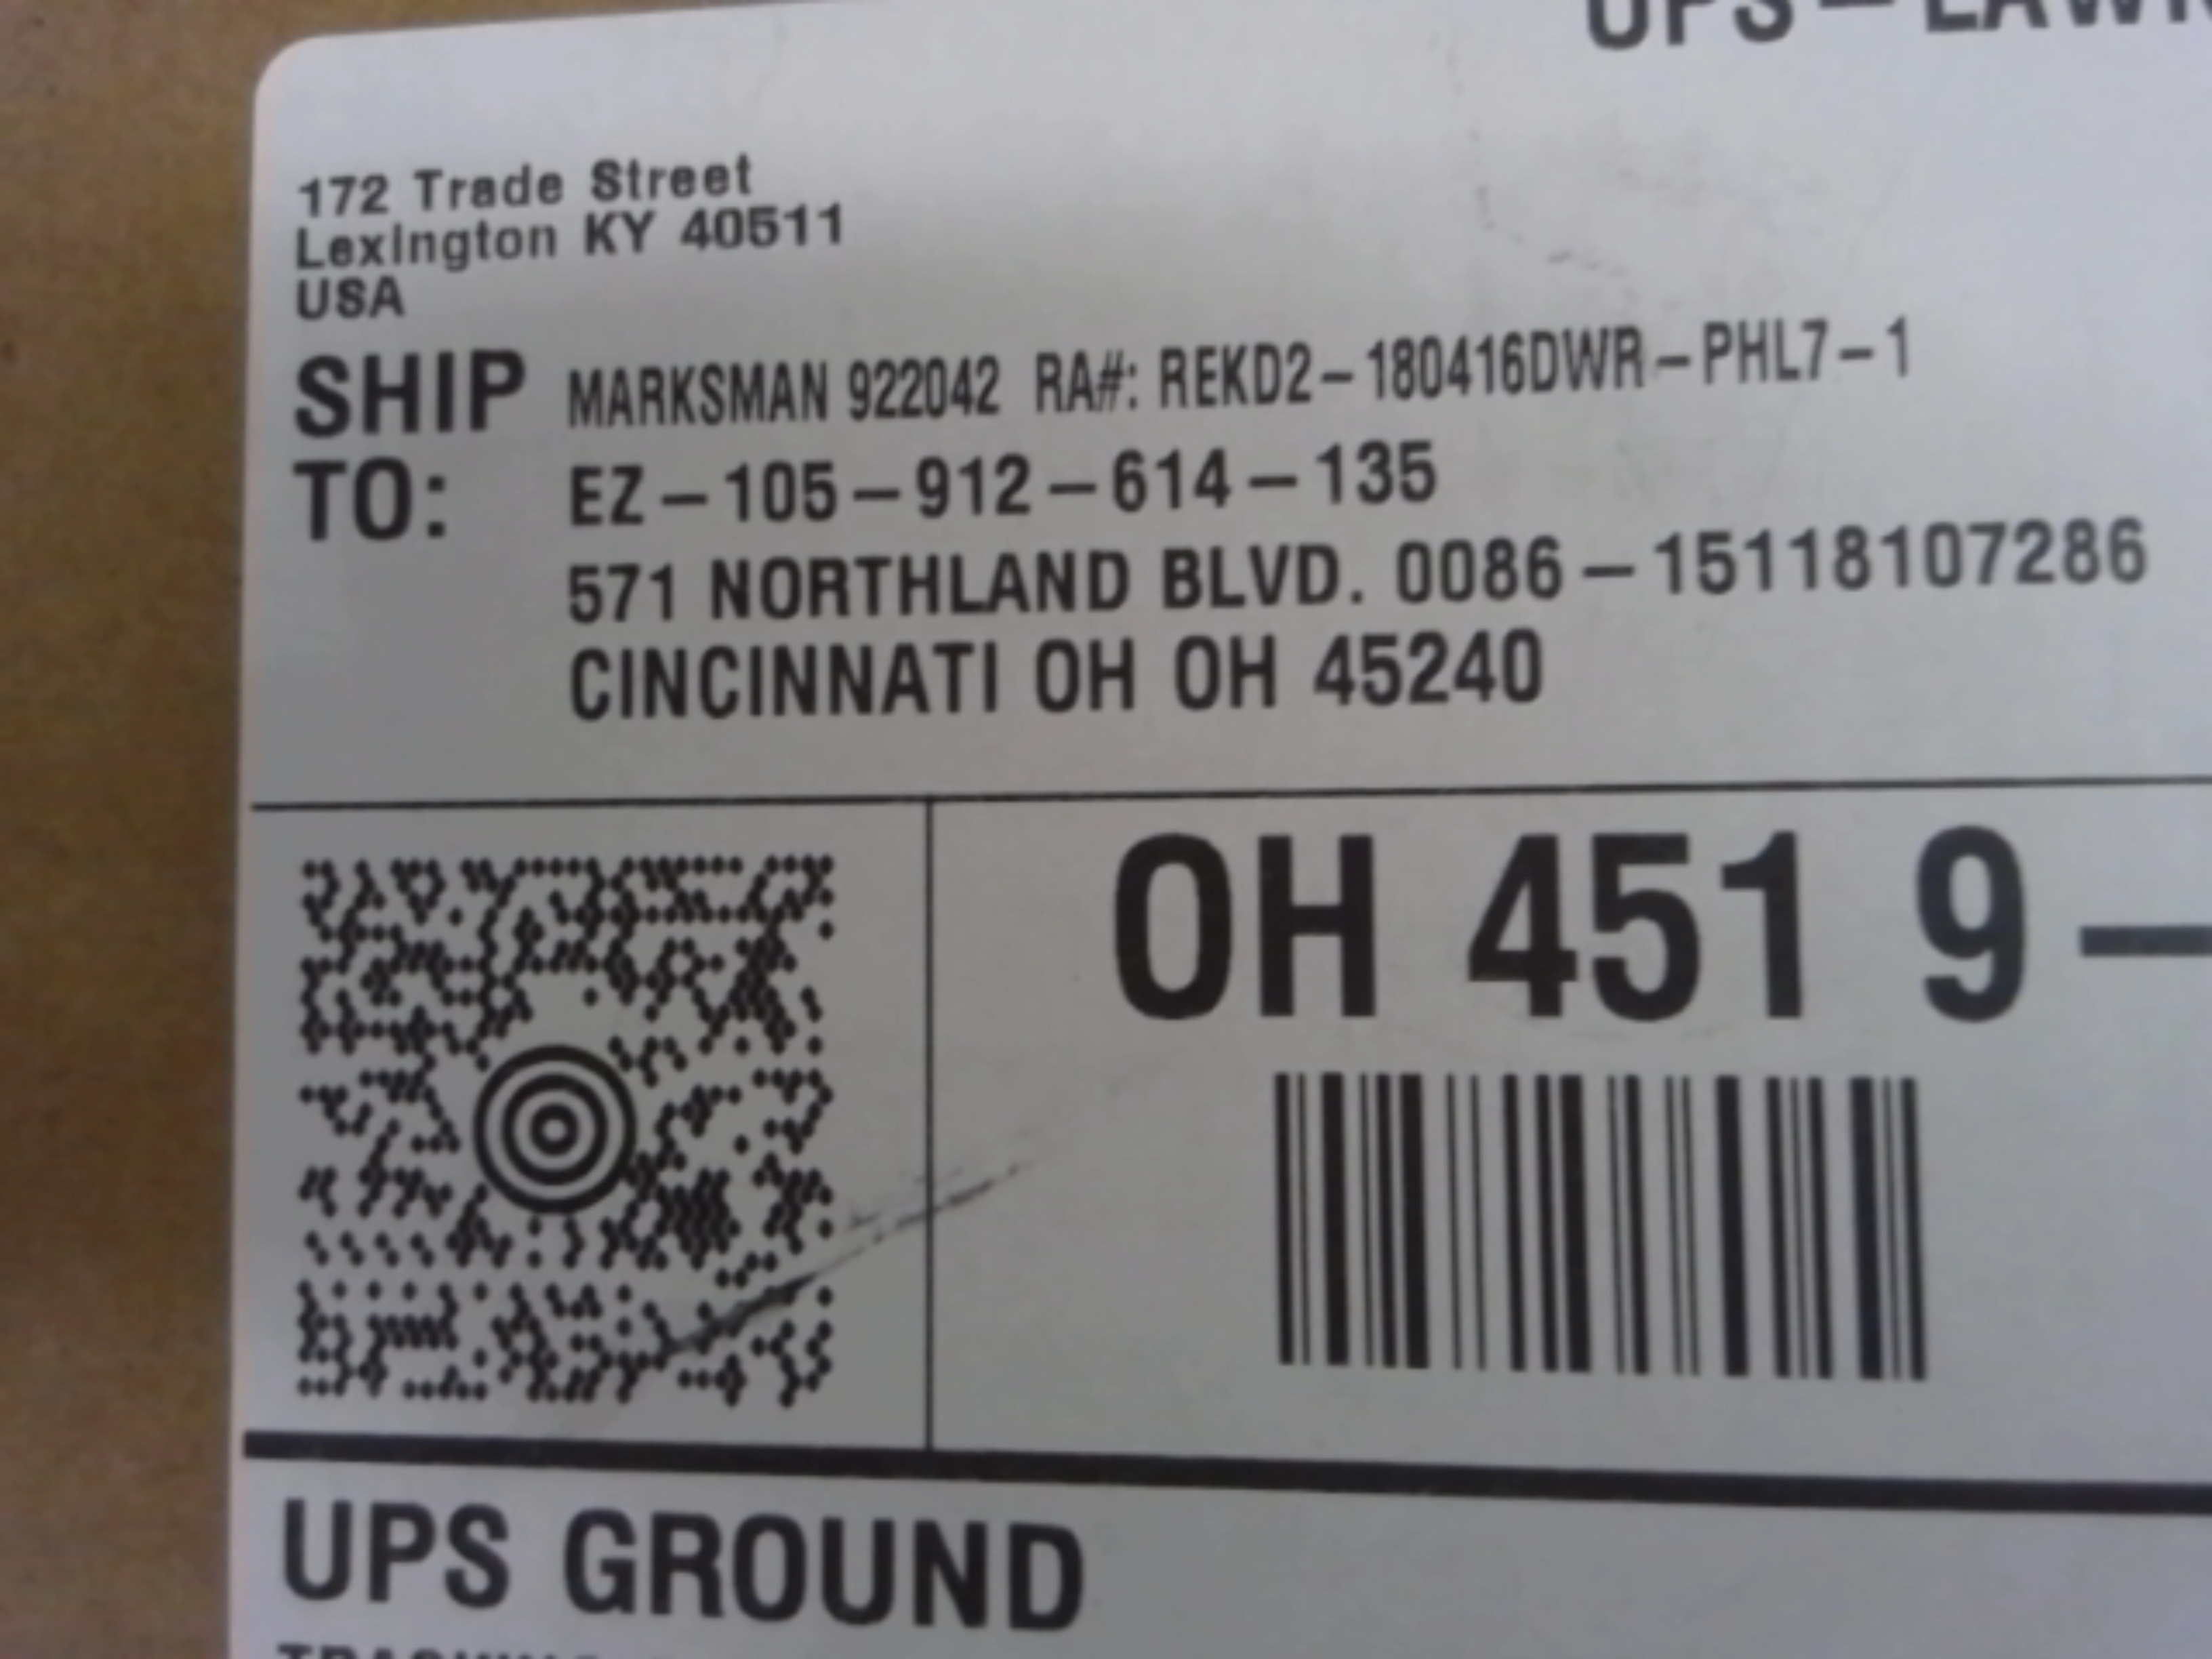 172 Trade Street
Lexington KY 40511
USA
SHIP TO:
MARKSMAN 922042 RA#: REKD2-180416DWR-PHL7-1
EZ-105-912-614-135
571 NORTHLAND BLVD. 0086-15118107286
CINCINNATI OH OH 45240
OH 451 9-
UPS GROUND